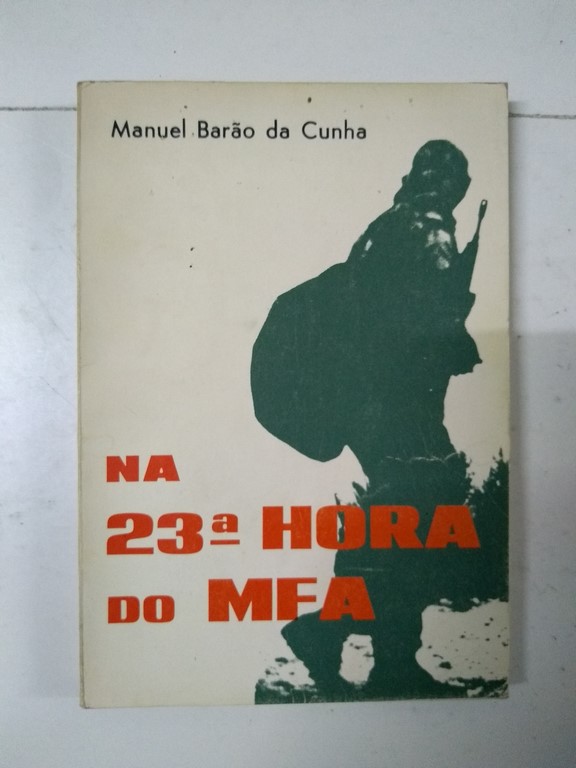 Manuel Barão da Cunha
NA
23ª HORA
DO MFA